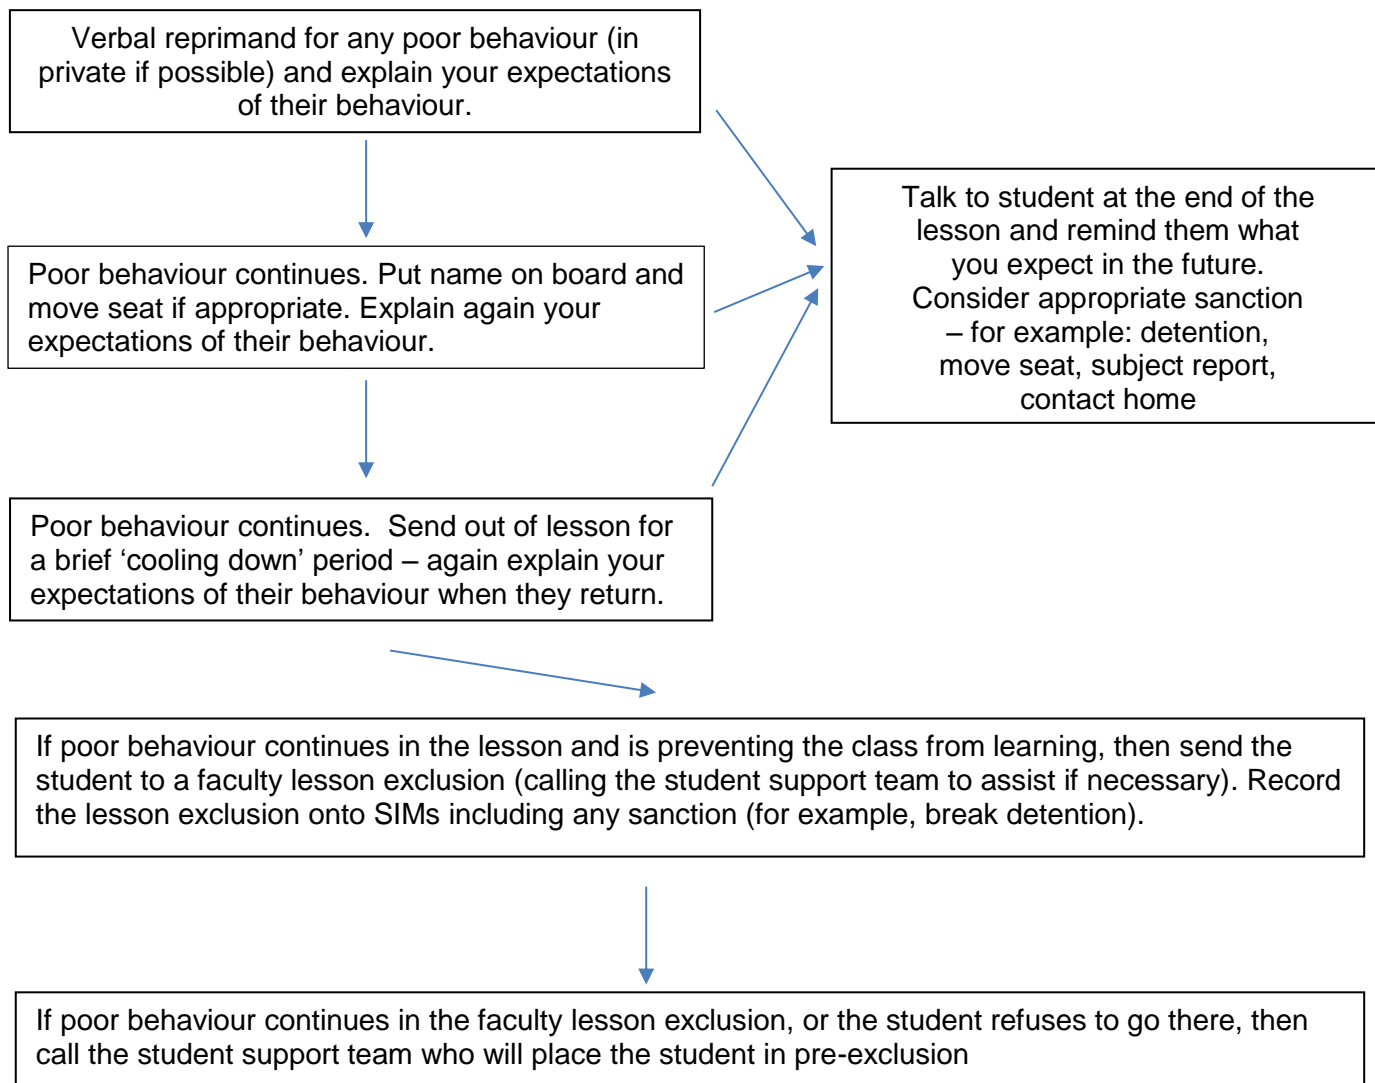 Verbal reprimand for any poor behaviour (in
private if possible) and explain your expectations
of their behaviour.
Talk to student at the end of the
lesson and remind them what
you expect in the future.
Consider appropriate sanction
– for example: detention,
move seat, subject report,
contact home
Poor behaviour continues. Put name on board and
move seat if appropriate. Explain again your
expectations of their behaviour.
Poor behaviour continues.  Send out of lesson for
a brief ‘cooling down’ period – again explain your
expectations of their behaviour when they return.
If poor behaviour continues in the lesson and is preventing the class from learning, then send the
student to a faculty lesson exclusion (calling the student support team to assist if necessary). Record
the lesson exclusion onto SIMs including any sanction (for example, break detention).
If poor behaviour continues in the faculty lesson exclusion, or the student refuses to go there, then
call the student support team who will place the student in pre-exclusion